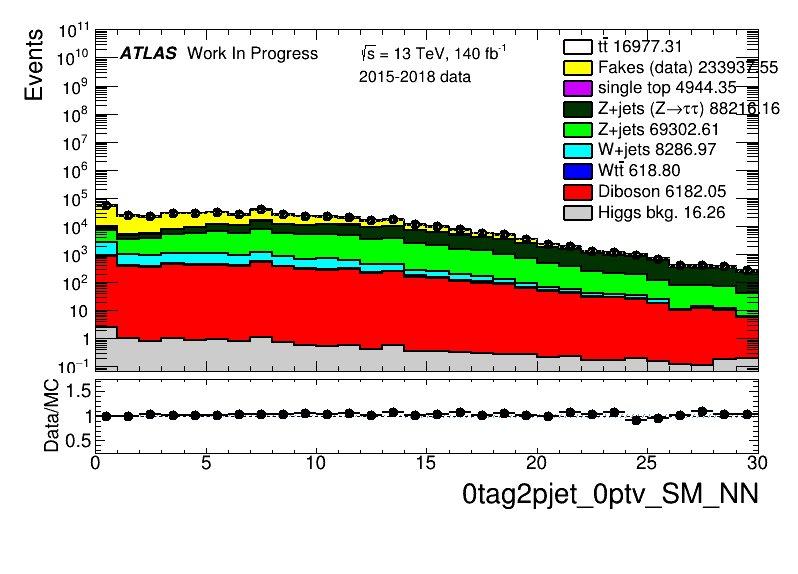 Events
10¹¹
10¹⁰
10⁹
10⁸
10⁷
10⁶
10⁵
10⁴
10³
10²
10
1
10⁻¹
ATLAS Work In Progress
√s = 13 TeV, 140 fb⁻¹
2015-2018 data
tt̄ 16977.31
Fakes (data) 233937.55
single top 4944.35
Z+jets (Z→ττ) 88216.16
Z+jets 69302.61
W+jets 8286.97
Wtt̄ 618.80
Diboson 6182.05
Higgs bkg. 16.26
Data/MC
1.5
1
0.5
0 5 10 15 20 25 30
0tag2pjet_0ptv_SM_NN